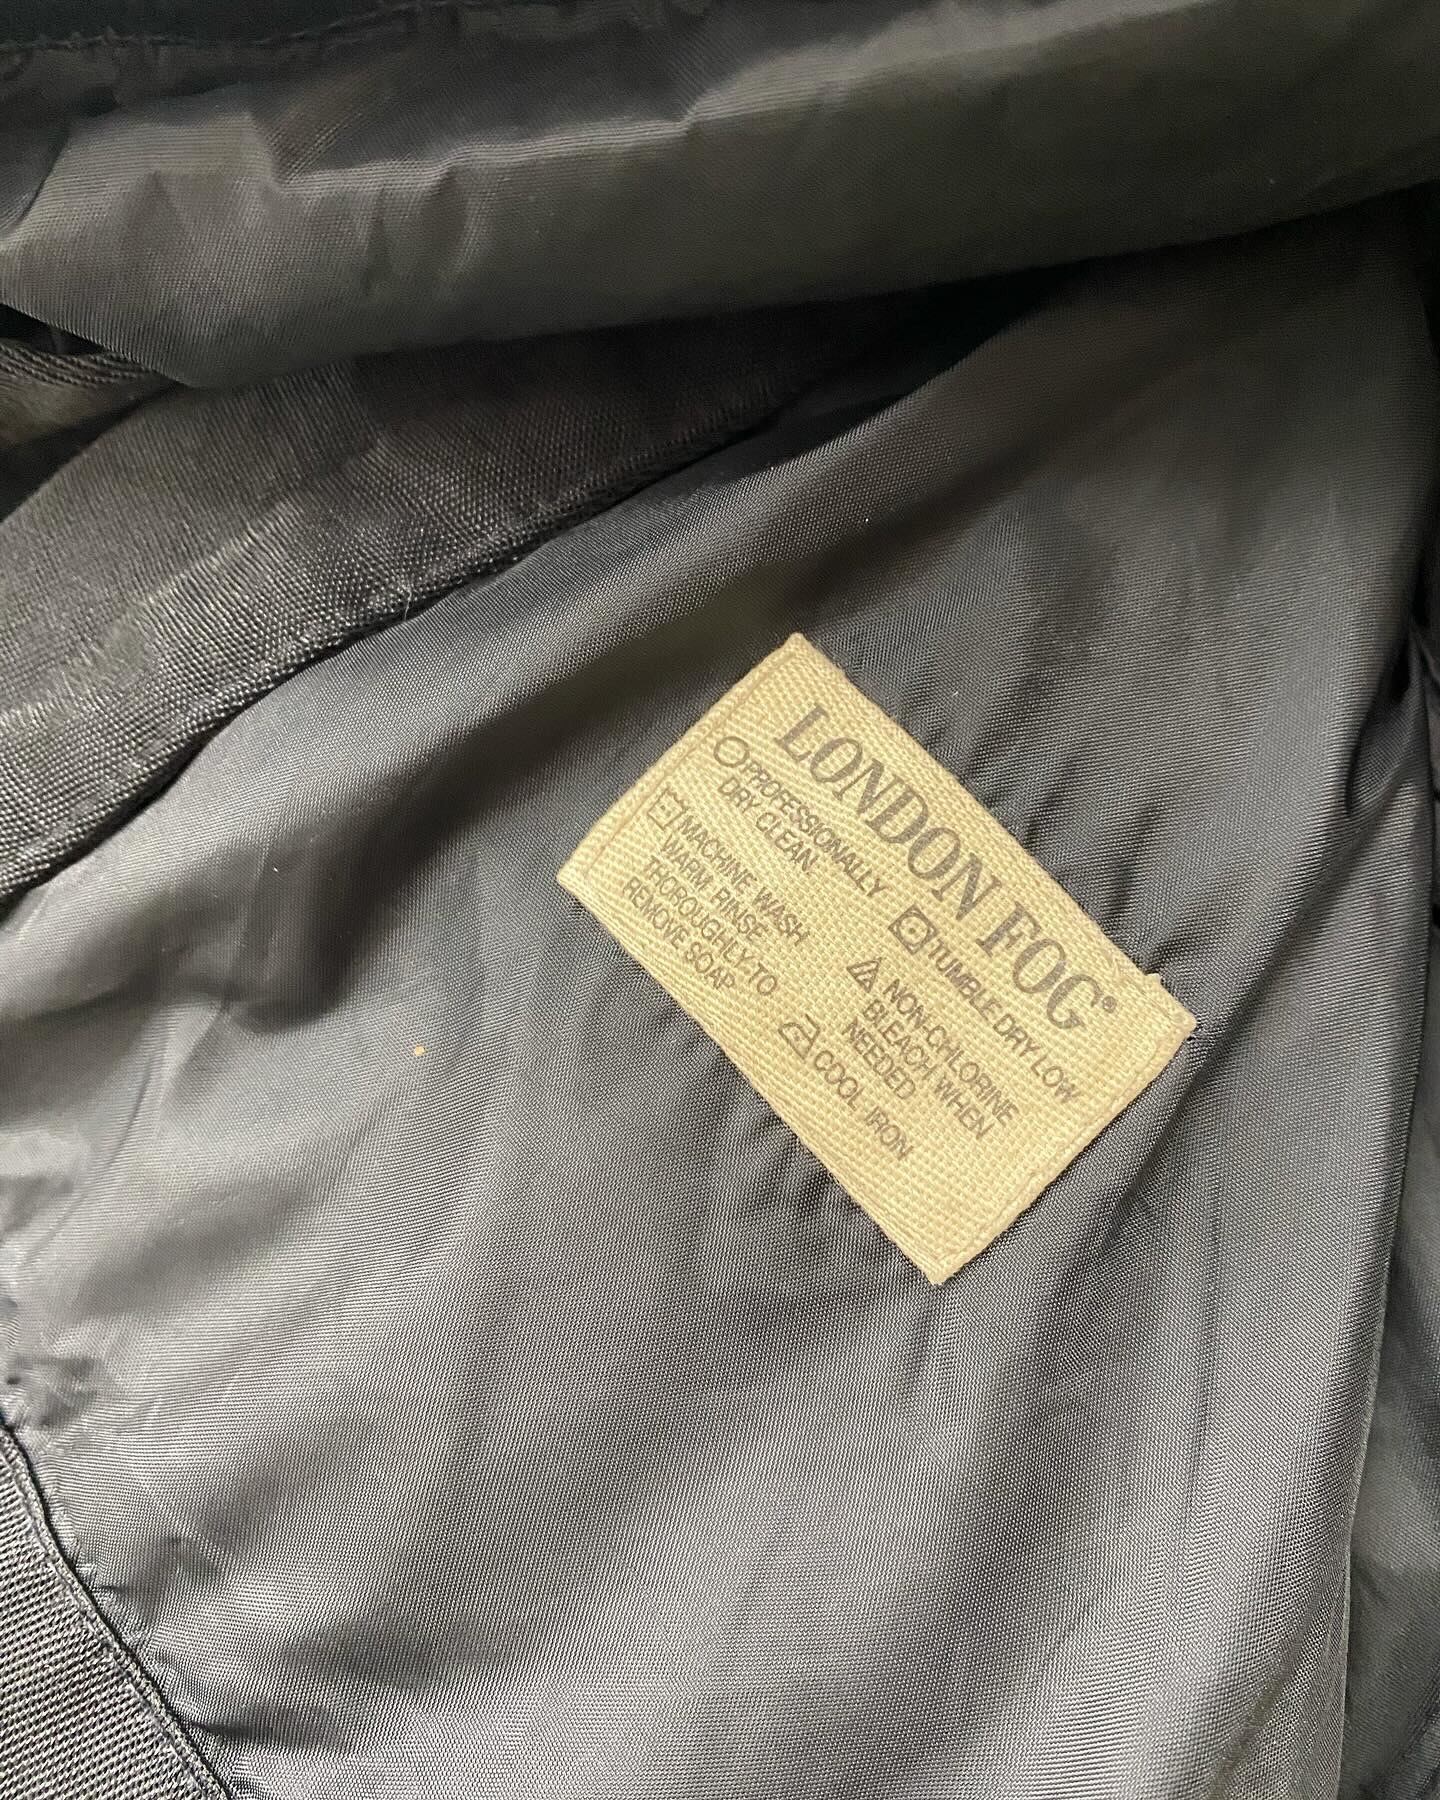 LONDON FOG®
PROFESSIONALLY
DRY CLEAN
MACHINE WASH
WARM RINSE
THOROUGHLY TO
REMOVE SOAP
TUMBLE DRY LOW
NON-CHLORINE
BLEACH WHEN
NEEDED
COOL IRON